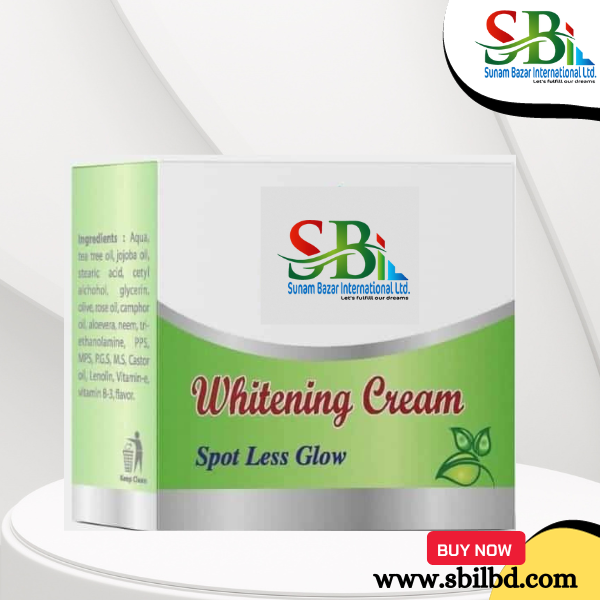 SBiL
Sunam Bazar International Ltd.
Let's fulfill our dreams
SBiL
Sunam Bazar International Ltd.
Let's fulfill our dreams
Ingredients : Aqua,
tea tree oil, jojoba oil,
stearic acid, cetyl
alchohol, glycerin,
olive, rose oil, camphor
oil, aloevera, neem, tri-
ethanolamine, PPS,
MPS, P.G.S, M.S. Castor
oil, Lenolin, Vitamin-e,
vitamin B-3, flavor.
Keep Clean
Whitening Cream
Spot Less Glow
BUY NOW
www.sbilbd.com